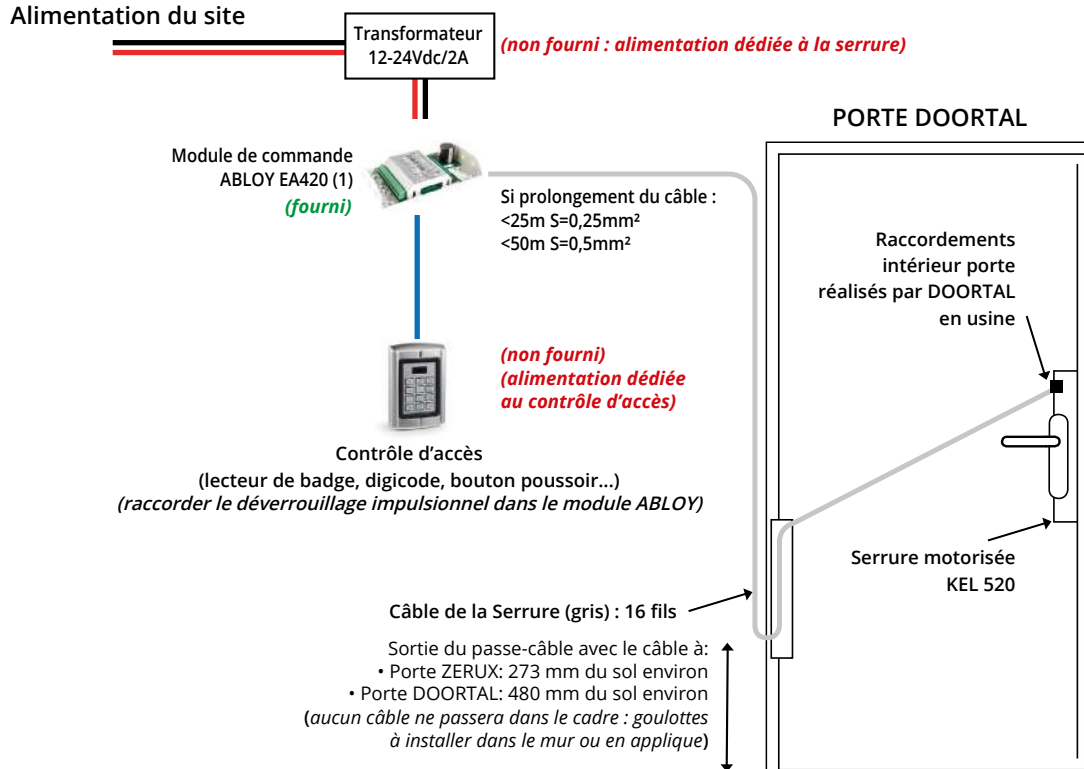 Alimentation du site
Transformateur
12-24Vdc/2A
(non fourni : alimentation dédiée à la serrure)
PORTE DOORTAL
Module de commande
ABLOY EA420 (1)
(fourni)
Si prolongement du câble :
<25m S=0,25mm²
<50m S=0,5mm²
Raccordements
intérieur porte
réalisés par DOORTAL
en usine
(non fourni)
(alimentation dédiée
au contrôle d’accès)
Contrôle d’accès
(lecteur de badge, digicode, bouton poussoir...)
(raccorder le déverrouillage impulsionnel dans le module ABLOY)
Serrure motorisée
KEL 520
Câble de la Serrure (gris) : 16 fils
Sortie du passe-câble avec le câble à:
• Porte ZERUX: 273 mm du sol environ
• Porte DOORTAL: 480 mm du sol environ
(aucun câble ne passera dans le cadre : goulottes
à installer dans le mur ou en applique)